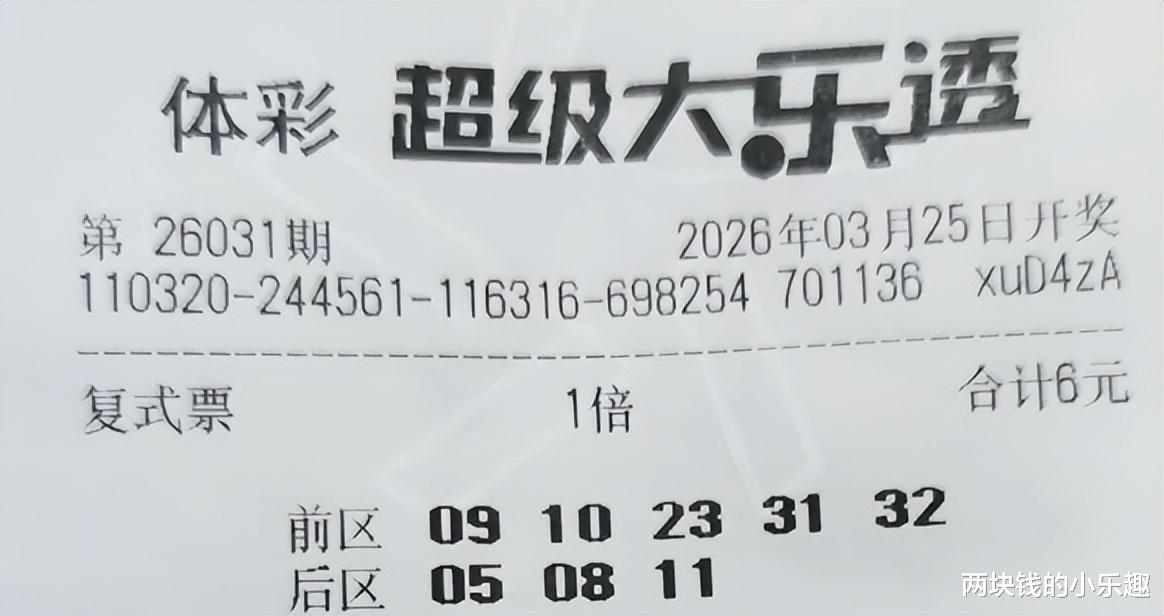 体彩 超级大乐透
第 26031期 2026年03月25日开奖
110320-244561-116316-698254 701136 xuD4zA
复式票 1倍 合计6元
前区 09 10 23 31 32
后区 05 08 11
两块钱的小乐趣